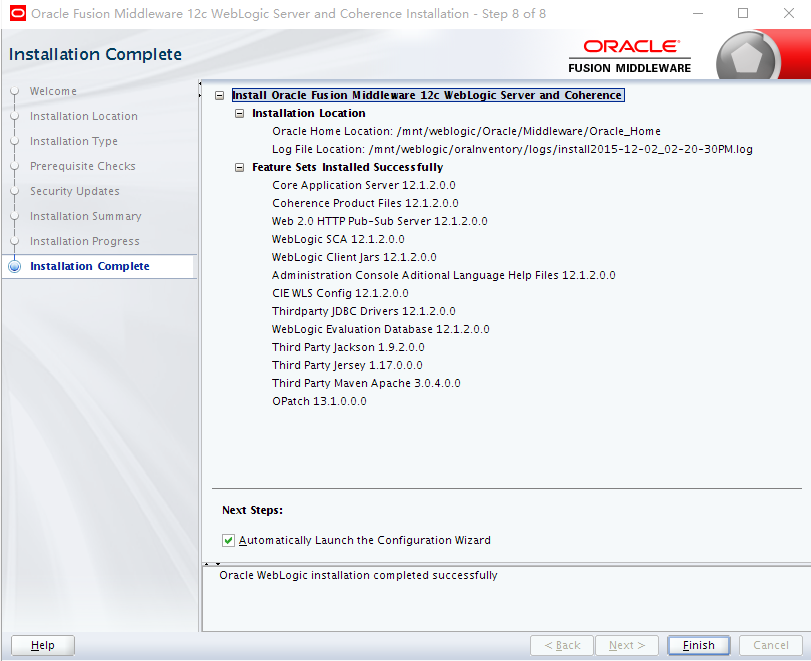 Oracle Fusion Middleware 12c WebLogic Server and Coherence Installation - Step 8 of 8
Installation Complete
ORACLE
FUSION MIDDLEWARE
Welcome
Installation Location
Installation Type
Prerequisite Checks
Security Updates
Installation Summary
Installation Progress
Installation Complete
Install Oracle Fusion Middleware 12c WebLogic Server and Coherence
Installation Location
Oracle Home Location: /mnt/weblogic/Oracle/Middleware/Oracle_Home
Log File Location: /mnt/weblogic/oraInventory/logs/install2015-12-02_02-20-30PM.log
Feature Sets Installed Successfully
Core Application Server 12.1.2.0.0
Coherence Product Files 12.1.2.0.0
Web 2.0 HTTP Pub-Sub Server 12.1.2.0.0
WebLogic SCA 12.1.2.0.0
WebLogic Client Jars 12.1.2.0.0
Administration Console Aditional Language Help Files 12.1.2.0.0
CIE WLS Config 12.1.2.0.0
Thirdparty JDBC Drivers 12.1.2.0.0
WebLogic Evaluation Database 12.1.2.0.0
Third Party Jackson 1.9.2.0.0
Third Party Jersey 1.17.0.0.0
Third Party Maven Apache 3.0.4.0.0
OPatch 13.1.0.0.0
Next Steps:
Automatically Launch the Configuration Wizard
Oracle WebLogic installation completed successfully
Help
< Back
Next >
Finish
Cancel